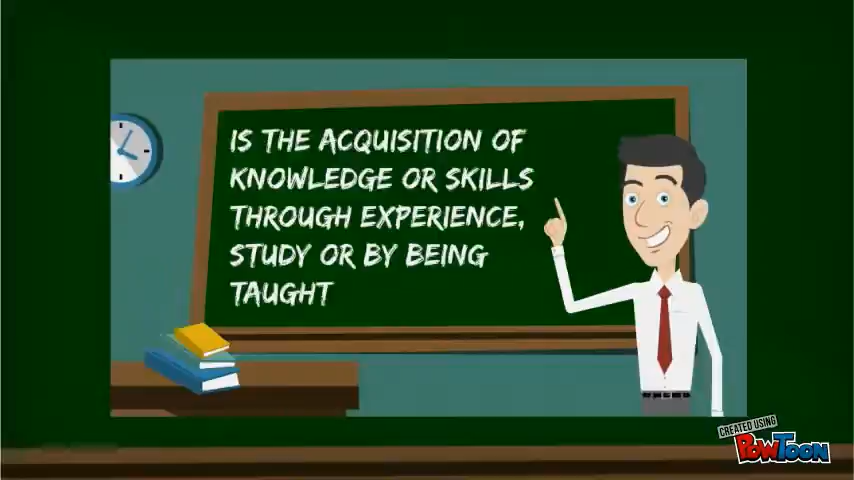 IS THE ACQUISITION OF
KNOWLEDGE OR SKILLS
THROUGH EXPERIENCE,
STUDY OR BY BEING
TAUGHT
CREATED USING
POWTOON